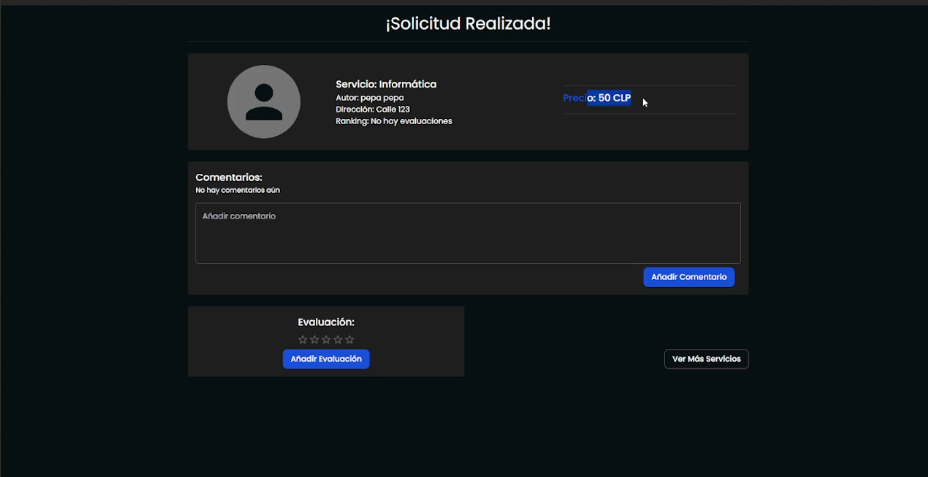 ¡Solicitud Realizada!
Servicio: Informática
Autor: pepa pepa
Dirección: Calle 123
Ranking: No hay evaluaciones
Precio: 50 CLP
Comentarios:
No hay comentarios aún
Añadir comentario
Añadir Comentario
Evaluación:
Añadir Evaluación
Ver Más Servicios